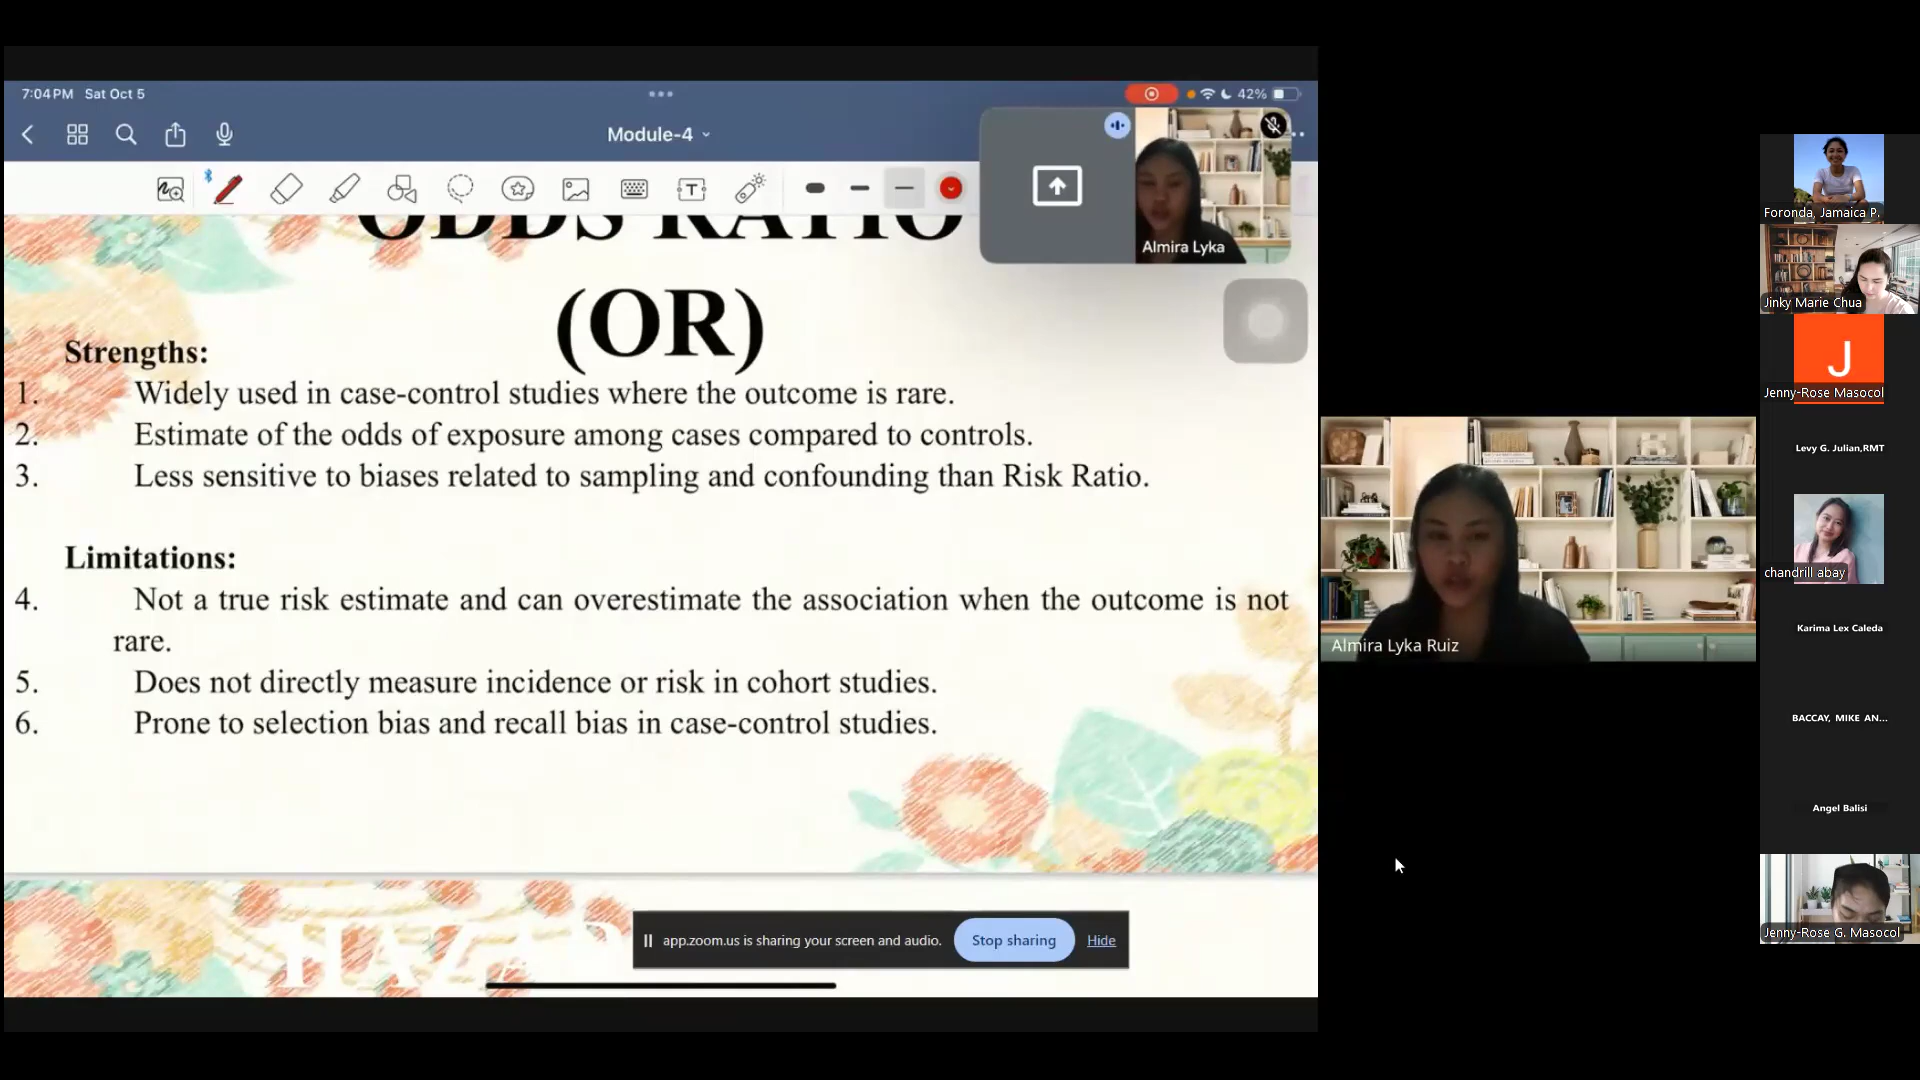 7:04 PM Sat Oct 5
42%
Module-4
Almira Lyka
ODDS RATIO
(OR)
Strengths:
1. Widely used in case-control studies where the outcome is rare.
2. Estimate of the odds of exposure among cases compared to controls.
3. Less sensitive to biases related to sampling and confounding than Risk Ratio.
Limitations:
4. Not a true risk estimate and can overestimate the association when the outcome is not
rare.
5. Does not directly measure incidence or risk in cohort studies.
6. Prone to selection bias and recall bias in case-control studies.
app.zoom.us is sharing your screen and audio.
Stop sharing
Hide
Almira Lyka Ruiz
Foronda, Jamaica P.
Jinky Marie Chua
J
Jenny-Rose Masocol
Levy G. Julian,RMT
chandrill abay
Karima Lex Caleda
BACCAY, MIKE AN...
Angel Balisi
Jenny-Rose G. Masocol